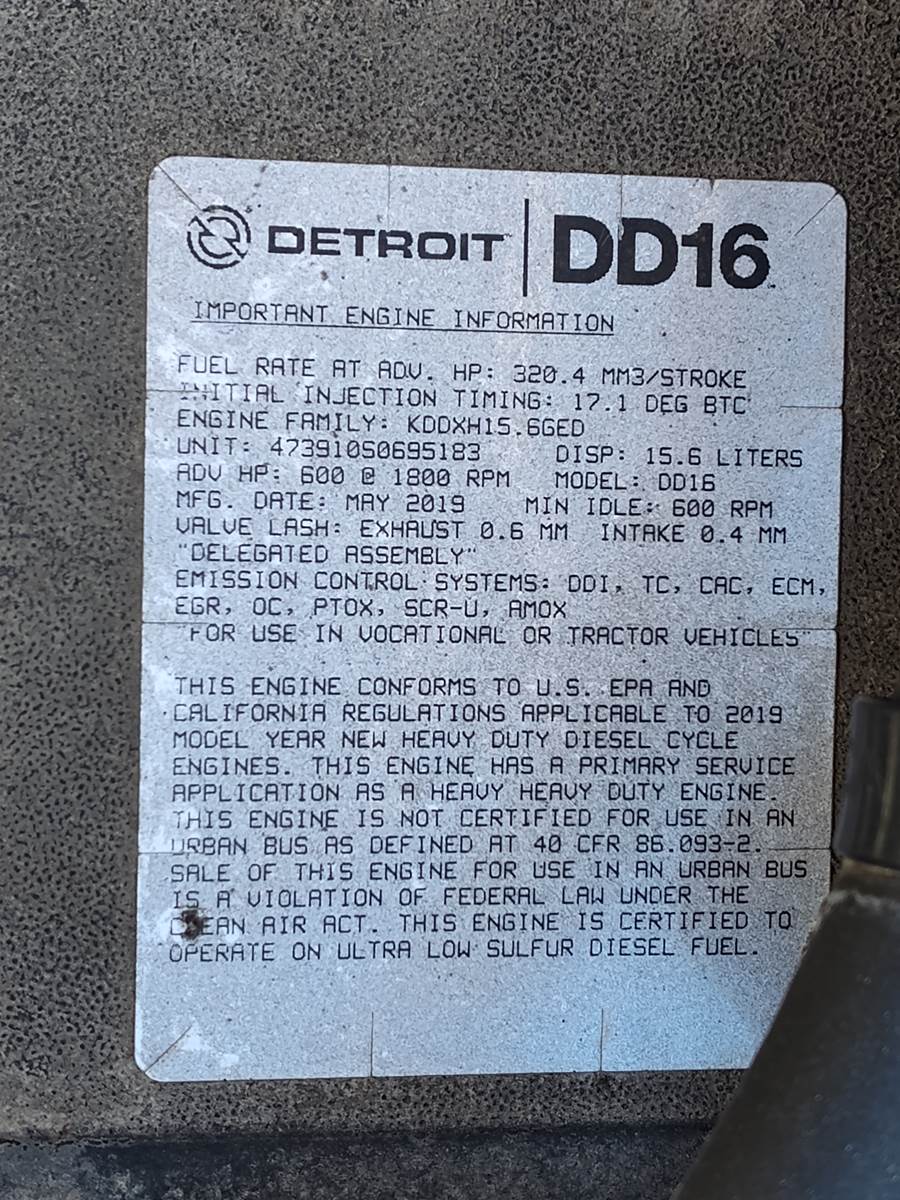 DETROIT | DD16
IMPORTANT ENGINE INFORMATION
FUEL RATE AT ADV. HP: 320.4 MM3/STROKE
INITIAL INJECTION TIMING: 17.1 DEG BTC
ENGINE FAMILY: KDDXH15.6GED
UNIT: 473910S0695183 DISP: 15.6 LITERS
ADV HP: 600 @ 1800 RPM MODEL: DD16
MFG. DATE: MAY 2019 MIN IDLE: 600 RPM
VALVE LASH: EXHAUST 0.6 MM INTAKE 0.4 MM
"DELEGATED ASSEMBLY"
EMISSION CONTROL SYSTEMS: DDI, TC, CAC, ECM,
EGR, OC, PTOX, SCR-U, AMOX
"FOR USE IN VOCATIONAL OR TRACTOR VEHICLES"
THIS ENGINE CONFORMS TO U.S. EPA AND
CALIFORNIA REGULATIONS APPLICABLE TO 2019
MODEL YEAR NEW HEAVY DUTY DIESEL CYCLE
ENGINES. THIS ENGINE HAS A PRIMARY SERVICE
APPLICATION AS A HEAVY HEAVY DUTY ENGINE.
THIS ENGINE IS NOT CERTIFIED FOR USE IN AN
URBAN BUS AS DEFINED AT 40 CFR 86.093-2.
SALE OF THIS ENGINE FOR USE IN AN URBAN BUS
IS A VIOLATION OF FEDERAL LAW UNDER THE
CLEAN AIR ACT. THIS ENGINE IS CERTIFIED TO
OPERATE ON ULTRA LOW SULFUR DIESEL FUEL.